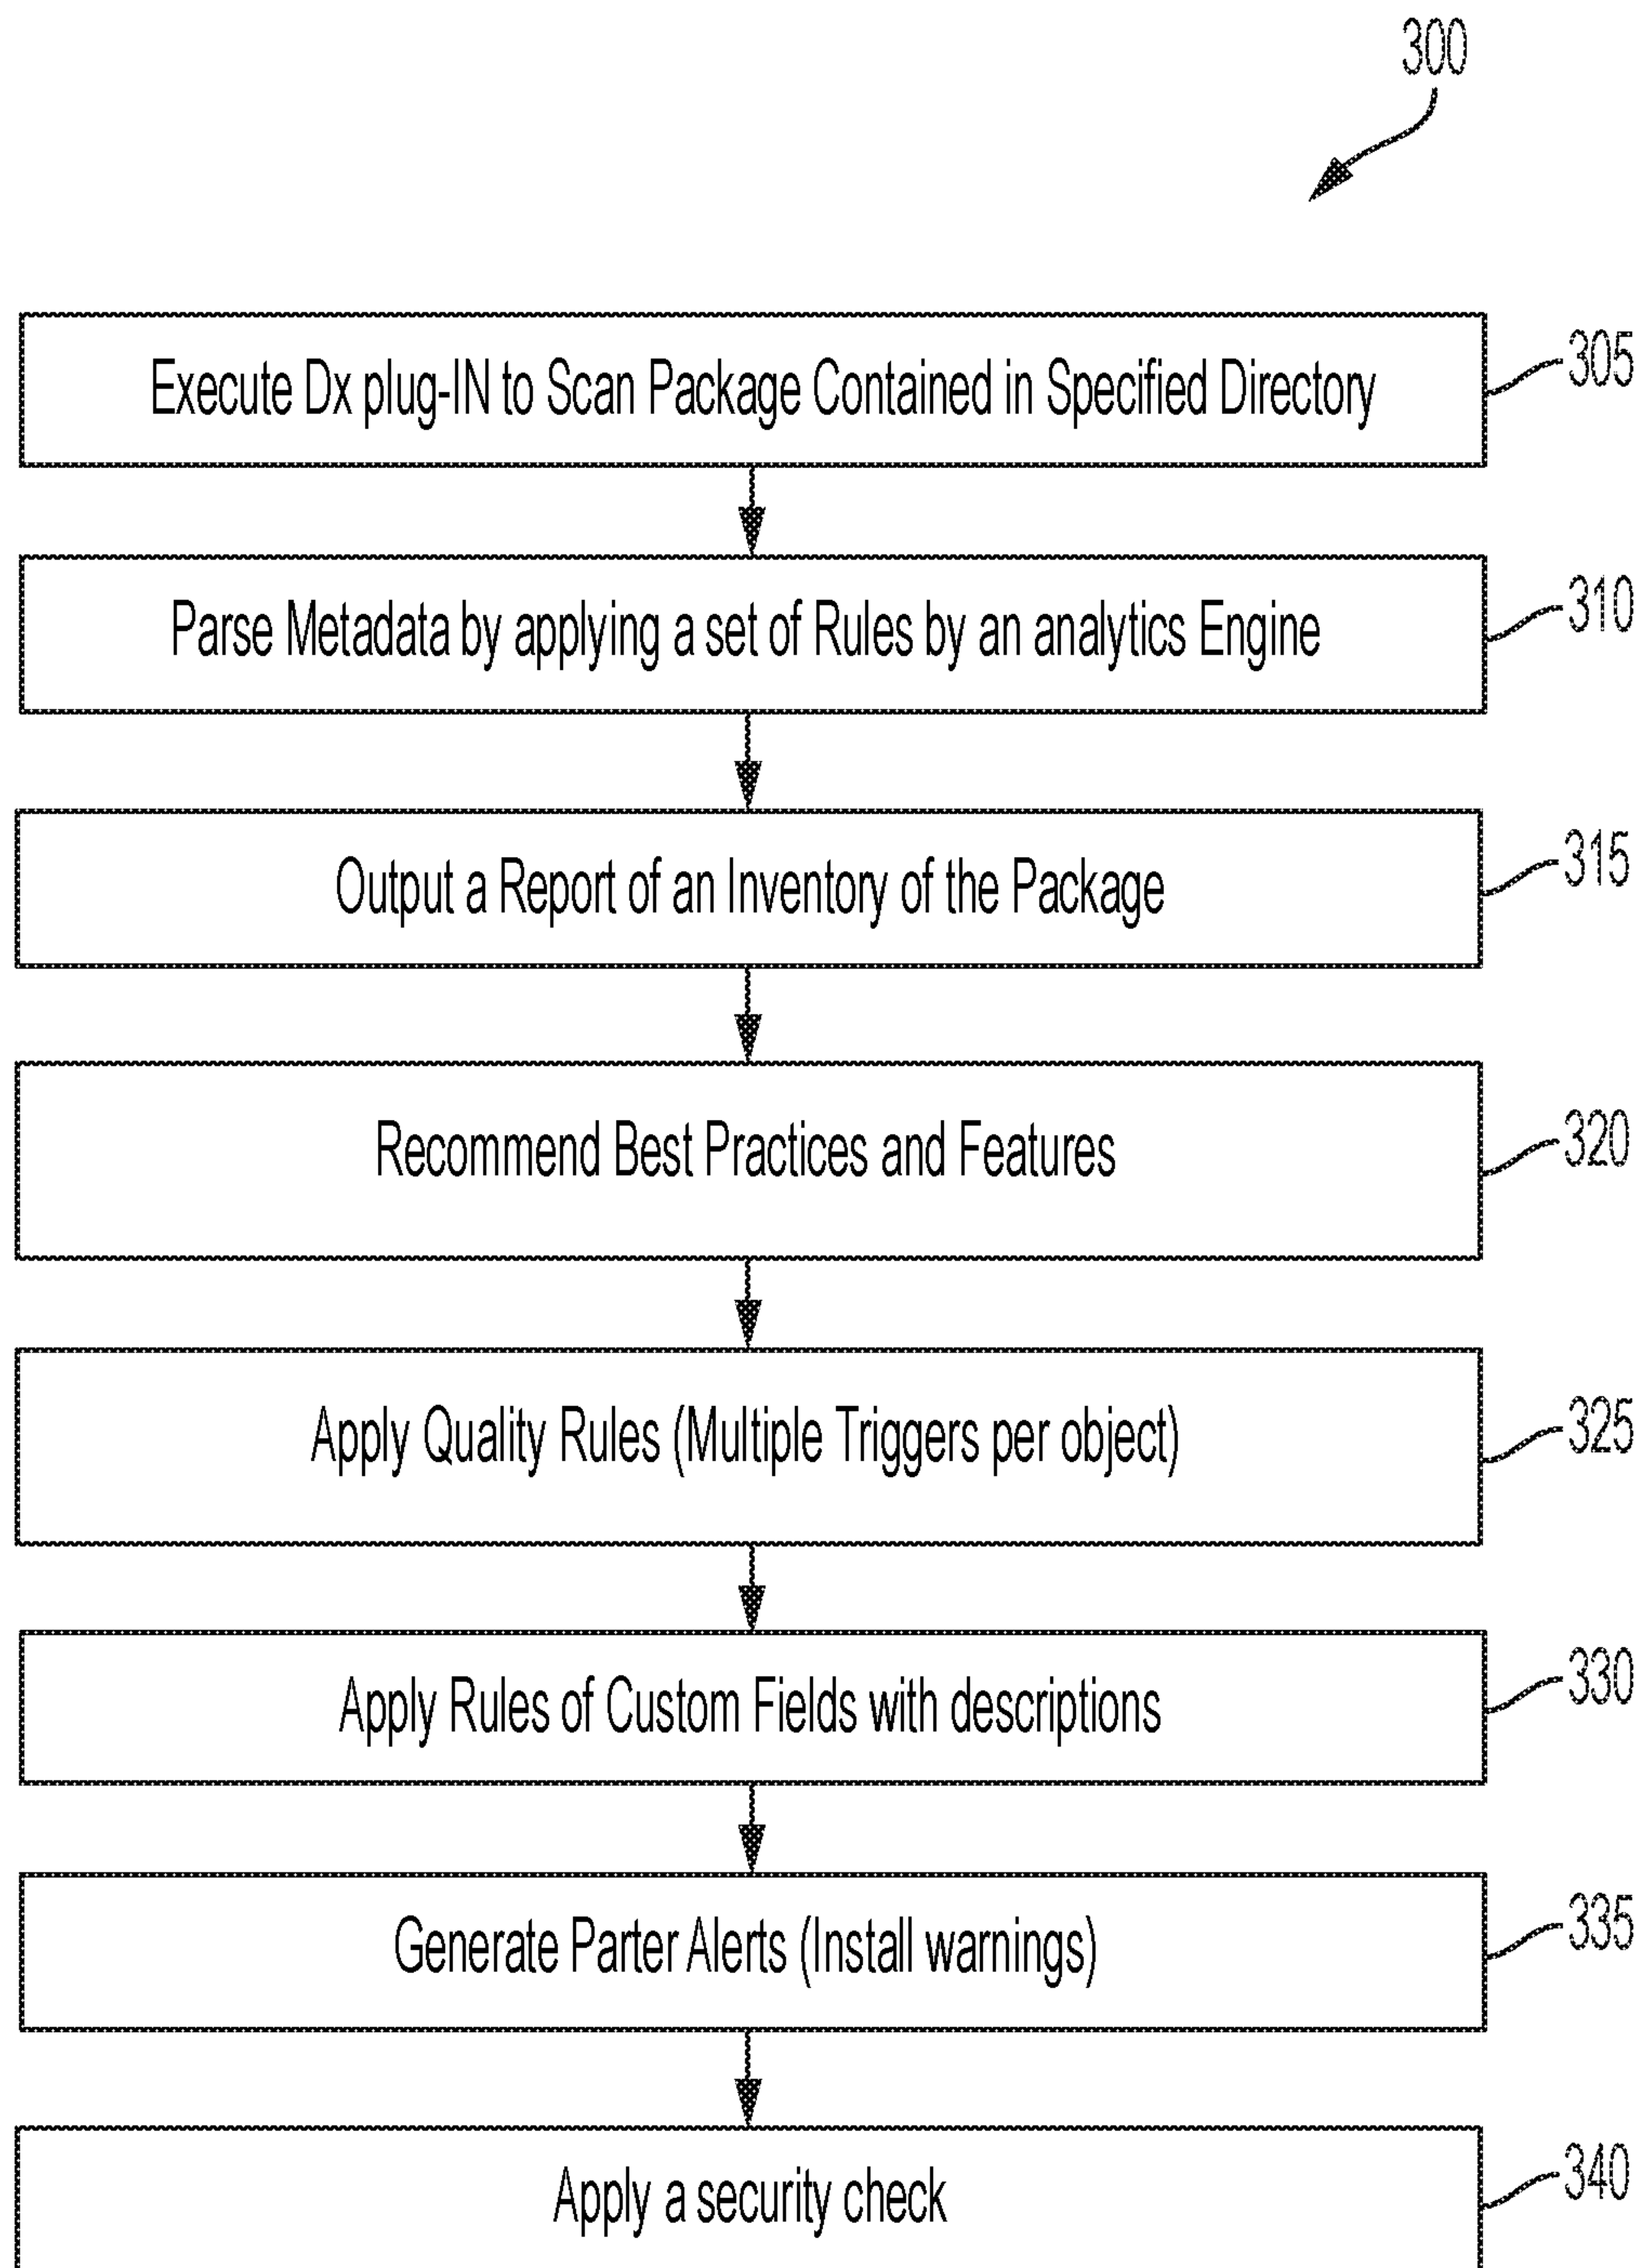 300
Execute Dx plug-IN to Scan Package Contained in Specified Directory
305
Parse Metadata by applying a set of Rules by an analytics Engine
310
Output a Report of an Inventory of the Package
315
Recommend Best Practices and Features
320
Apply Quality Rules (Multiple Triggers per object)
325
Apply Rules of Custom Fields with descriptions
330
Generate Parter Alerts (Install warnings)
335
Apply a security check
340